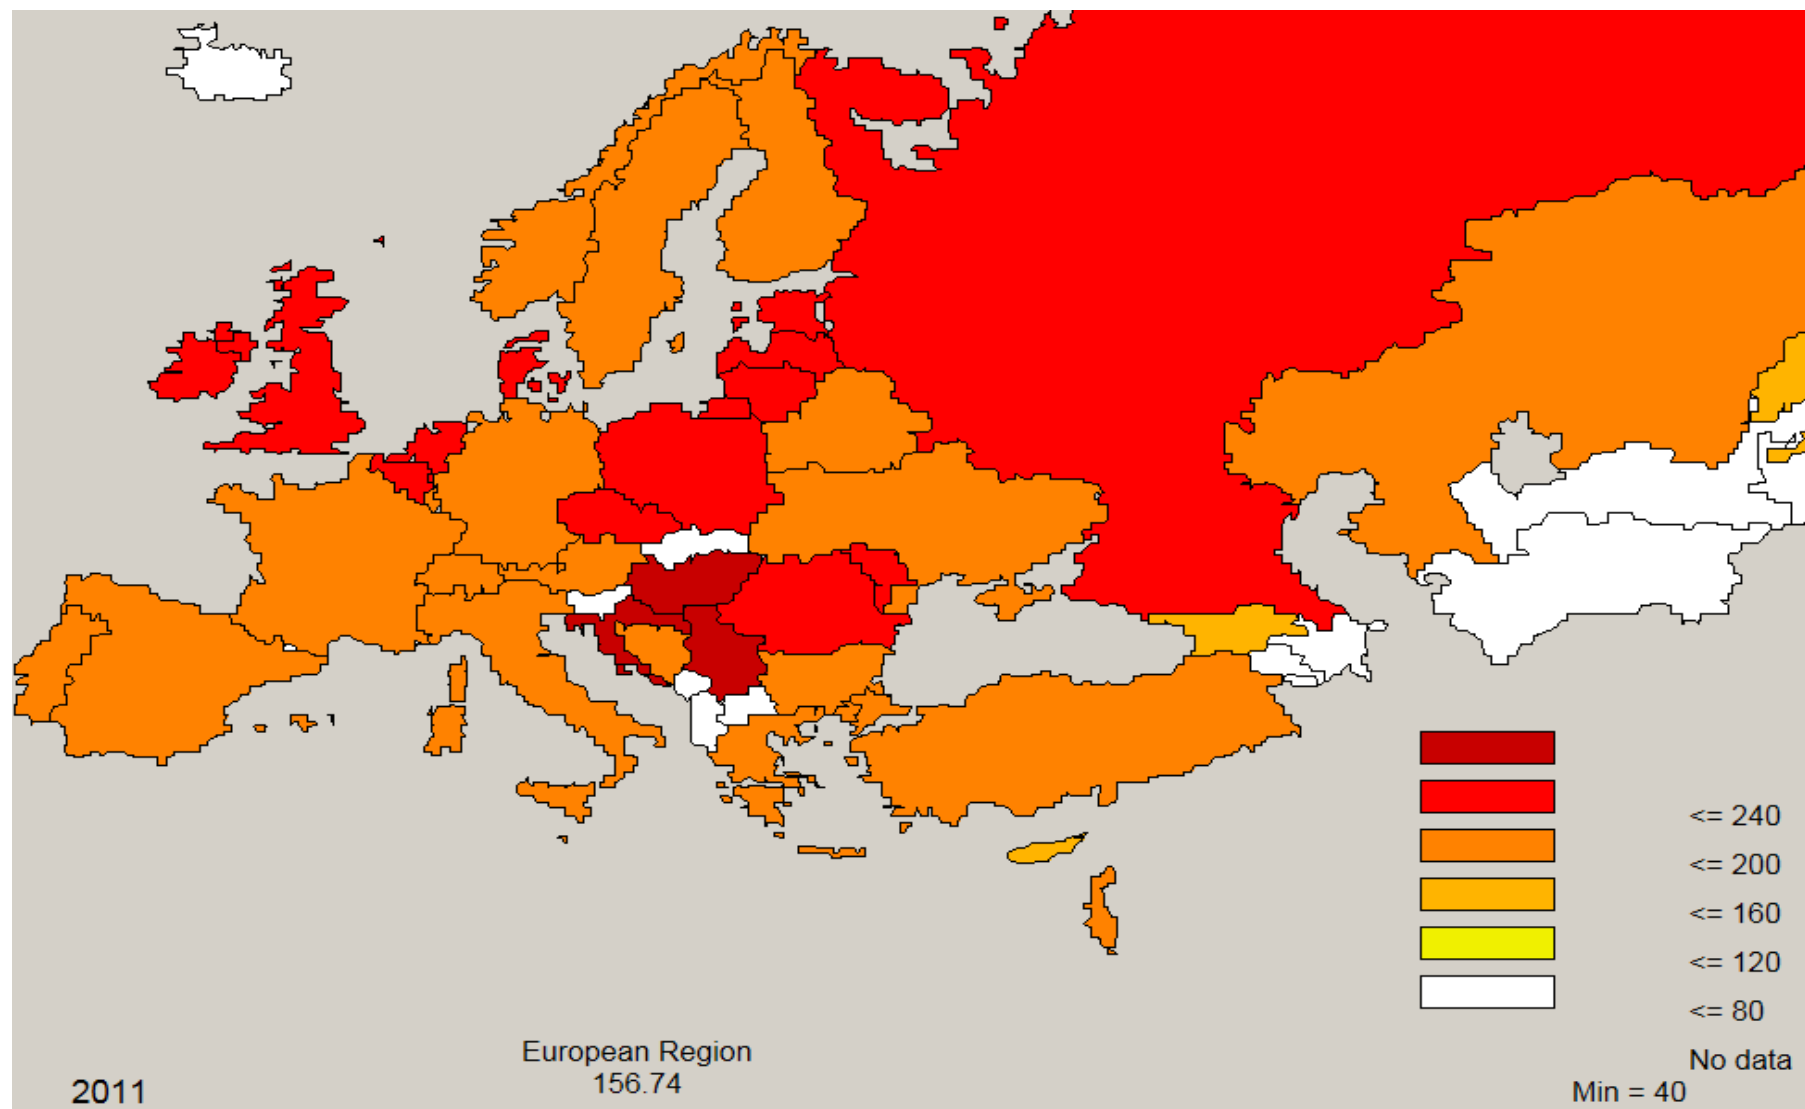 <= 240
<= 200
<= 160
<= 120
<= 80
No data
European Region
156.74
2011
Min = 40